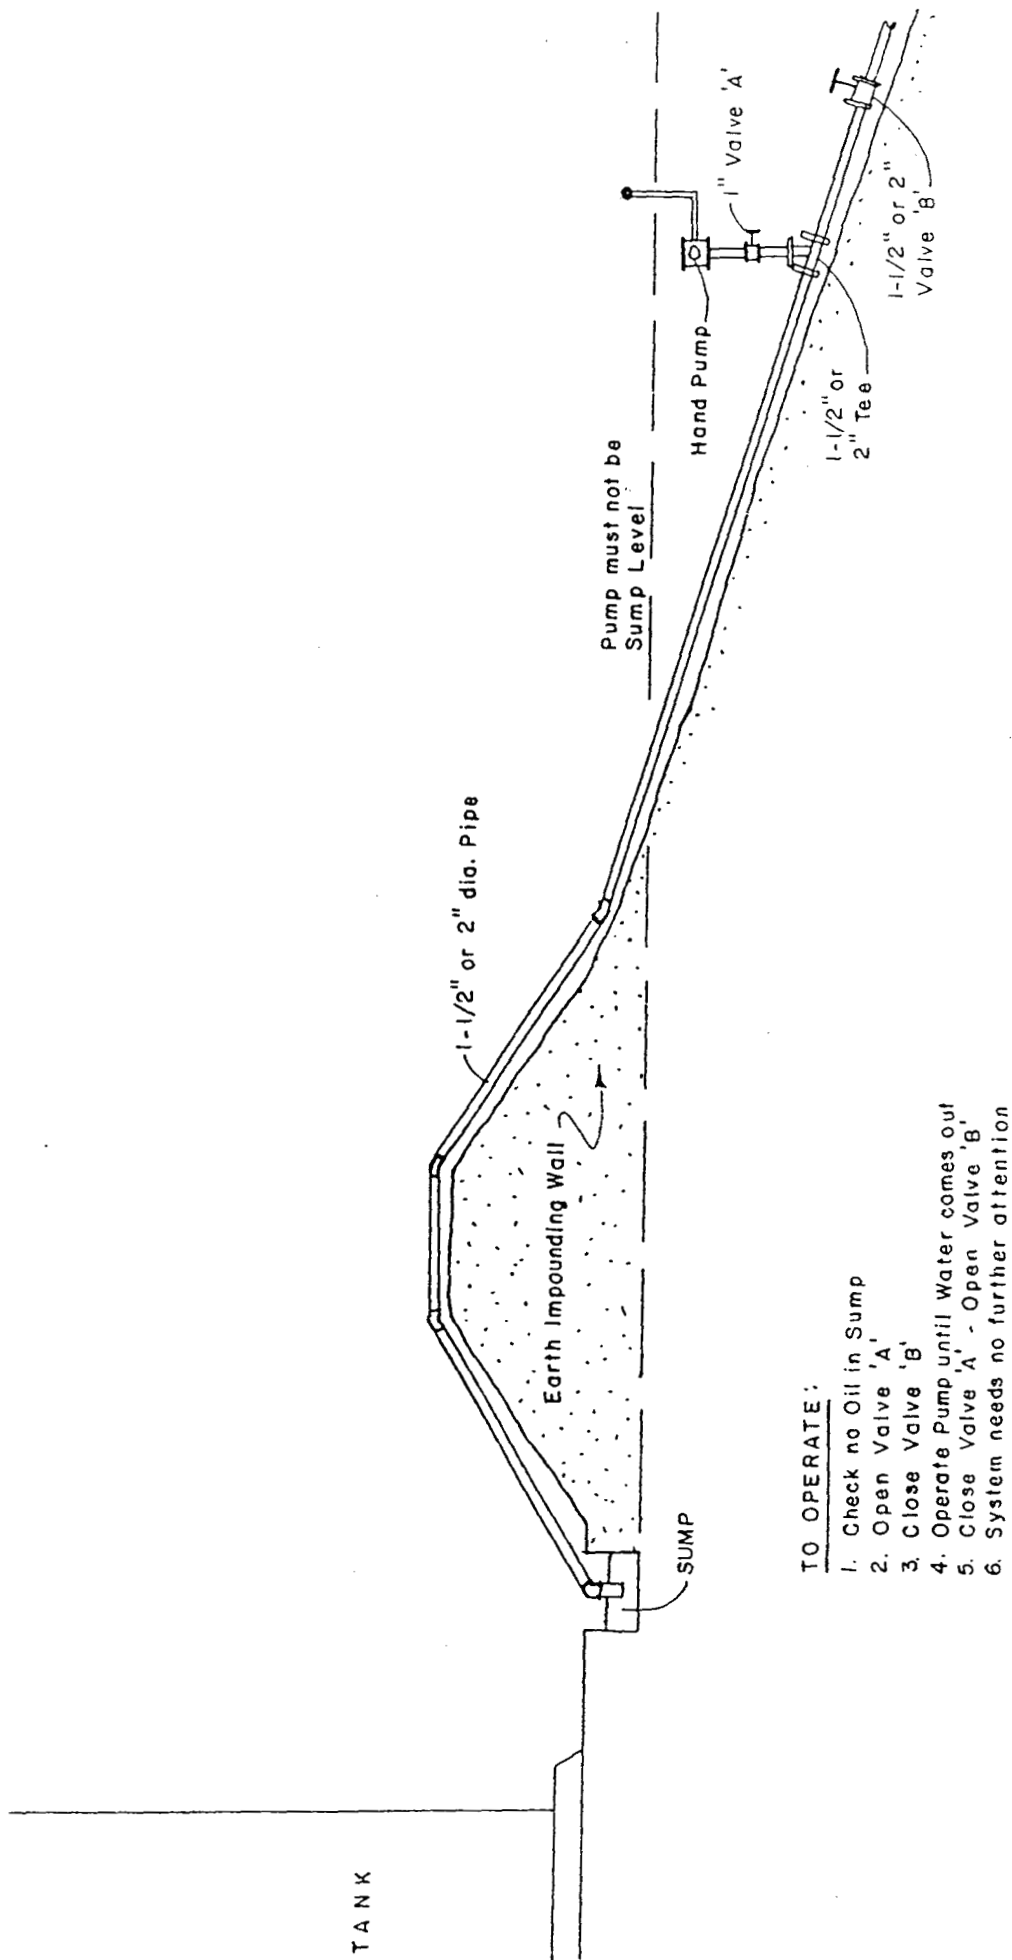 TANK
SUMP
Earth Impounding Wall
1-1/2" or 2" dia. Pipe
Pump must not be
Sump Level
Hand Pump
1" Valve 'A'
1-1/2" or
2" Tee
1-1/2" or 2"
Valve 'B'
TO OPERATE:
1. Check no Oil in Sump
2. Open Valve 'A'
3. Close Valve 'B'
4. Operate Pump until Water comes out
5. Close Valve 'A' - Open Valve 'B'
6. System needs no further attention